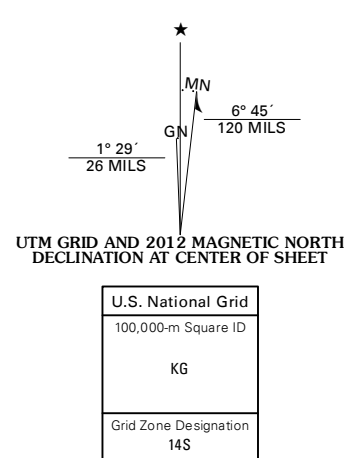 ★
MN
6° 45´
120 MILS
GN
1° 29´
26 MILS
UTM GRID AND 2012 MAGNETIC NORTH
DECLINATION AT CENTER OF SHEET
U.S. National Grid
100,000-m Square ID
KG
Grid Zone Designation
14S